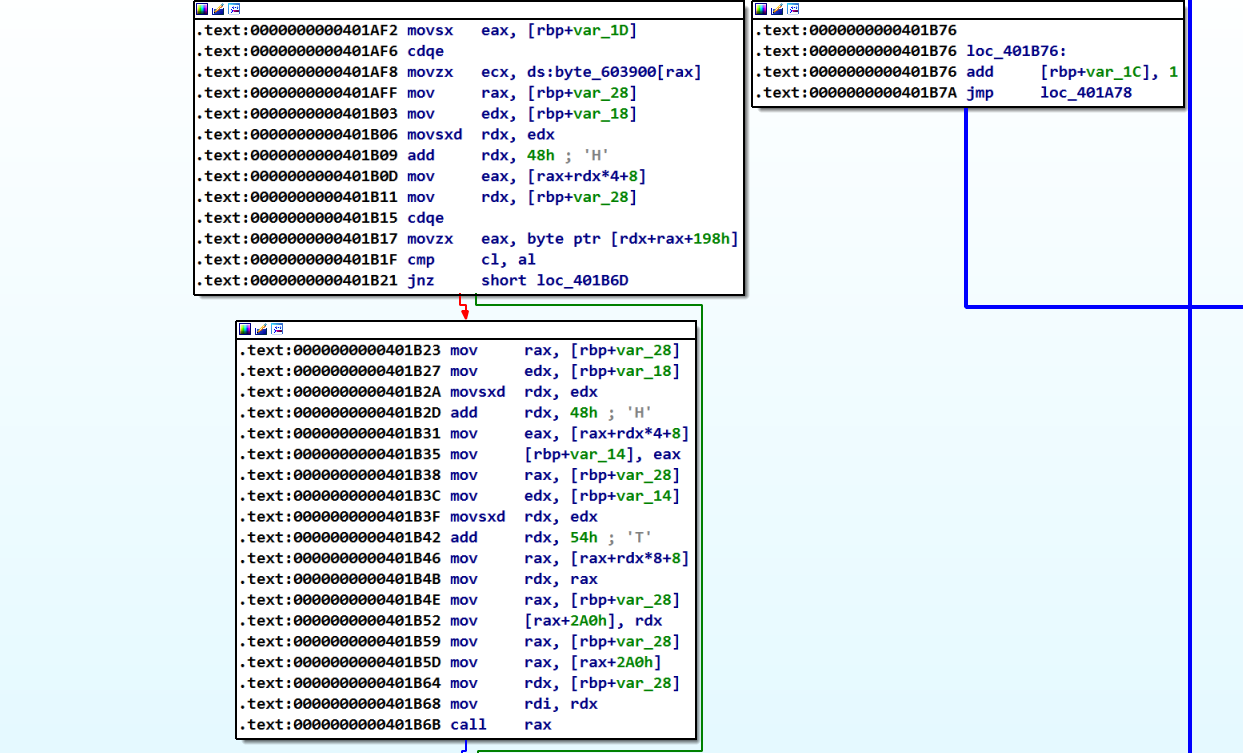 .text:0000000000401AF2 movsx eax, [rbp+var_1D]
.text:0000000000401AF6 cdqe
.text:0000000000401AF8 movzx ecx, ds:byte_603900[rax]
.text:0000000000401AFF mov rax, [rbp+var_28]
.text:0000000000401B03 mov edx, [rbp+var_18]
.text:0000000000401B06 movsxd rdx, edx
.text:0000000000401B09 add rdx, 48h ; 'H'
.text:0000000000401B0D mov eax, [rax+rdx*4+8]
.text:0000000000401B11 mov rdx, [rbp+var_28]
.text:0000000000401B15 cdqe
.text:0000000000401B17 movzx eax, byte ptr [rdx+rax+198h]
.text:0000000000401B1F cmp cl, al
.text:0000000000401B21 jnz short loc_401B6D
.text:0000000000401B76
.text:0000000000401B76 loc_401B76:
.text:0000000000401B76 add [rbp+var_1C], 1
.text:0000000000401B7A jmp loc_401A78
.text:0000000000401B23 mov rax, [rbp+var_28]
.text:0000000000401B27 mov edx, [rbp+var_18]
.text:0000000000401B2A movsxd rdx, edx
.text:0000000000401B2D add rdx, 48h ; 'H'
.text:0000000000401B31 mov eax, [rax+rdx*4+8]
.text:0000000000401B35 mov [rbp+var_14], eax
.text:0000000000401B38 mov rax, [rbp+var_28]
.text:0000000000401B3C mov edx, [rbp+var_14]
.text:0000000000401B3F movsxd rdx, edx
.text:0000000000401B42 add rdx, 54h ; 'T'
.text:0000000000401B46 mov rax, [rax+rdx*8+8]
.text:0000000000401B4B mov rdx, rax
.text:0000000000401B4E mov rax, [rbp+var_28]
.text:0000000000401B52 mov [rax+2A0h], rdx
.text:0000000000401B59 mov rax, [rbp+var_28]
.text:0000000000401B5D mov rax, [rax+2A0h]
.text:0000000000401B64 mov rdx, [rbp+var_28]
.text:0000000000401B68 mov rdi, rdx
.text:0000000000401B6B call rax